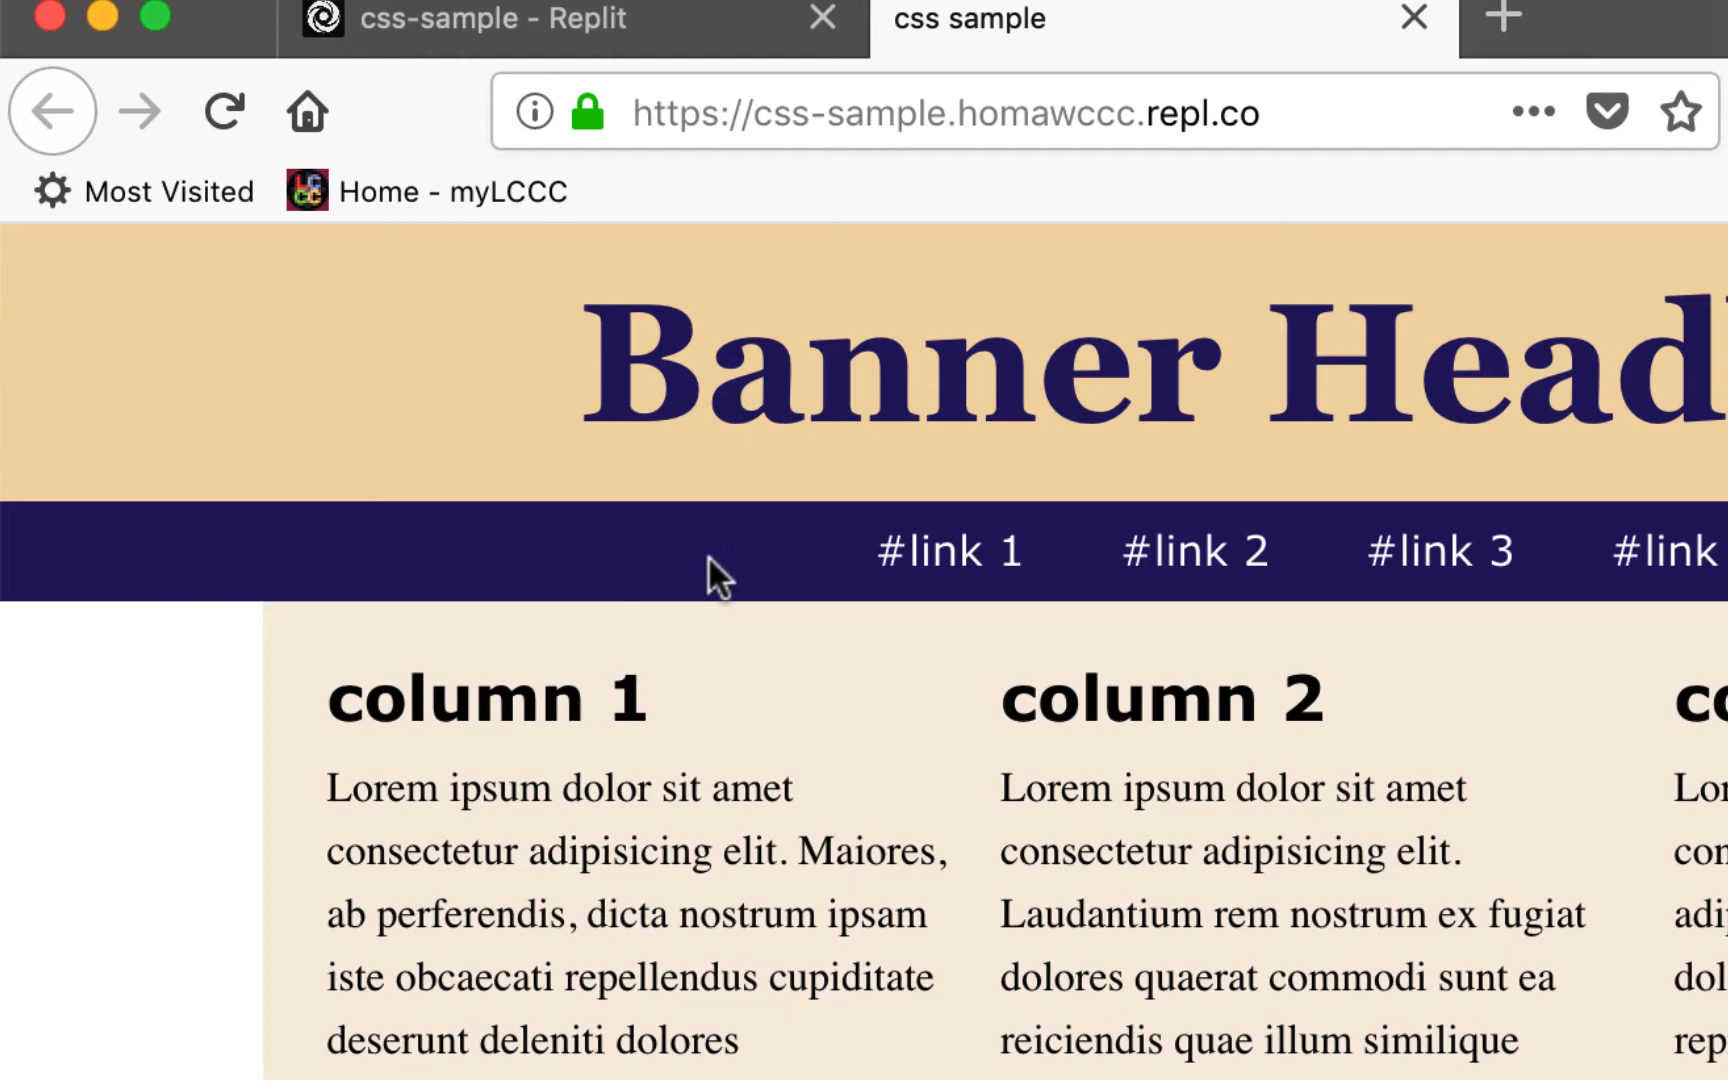 css-sample - Replit
css sample
https://css-sample.homawccc.repl.co
Most Visited
Home - myLCCC
Banner Head
#link 1
#link 2
#link 3
#link
column 1
Lorem ipsum dolor sit amet
consectetur adipisicing elit. Maiores,
ab perferendis, dicta nostrum ipsam
iste obcaecati repellendus cupiditate
deserunt deleniti dolores
column 2
Lorem ipsum dolor sit amet
consectetur adipisicing elit.
Laudantium rem nostrum ex fugiat
dolores quaerat commodi sunt ea
reiciendis quae illum similique